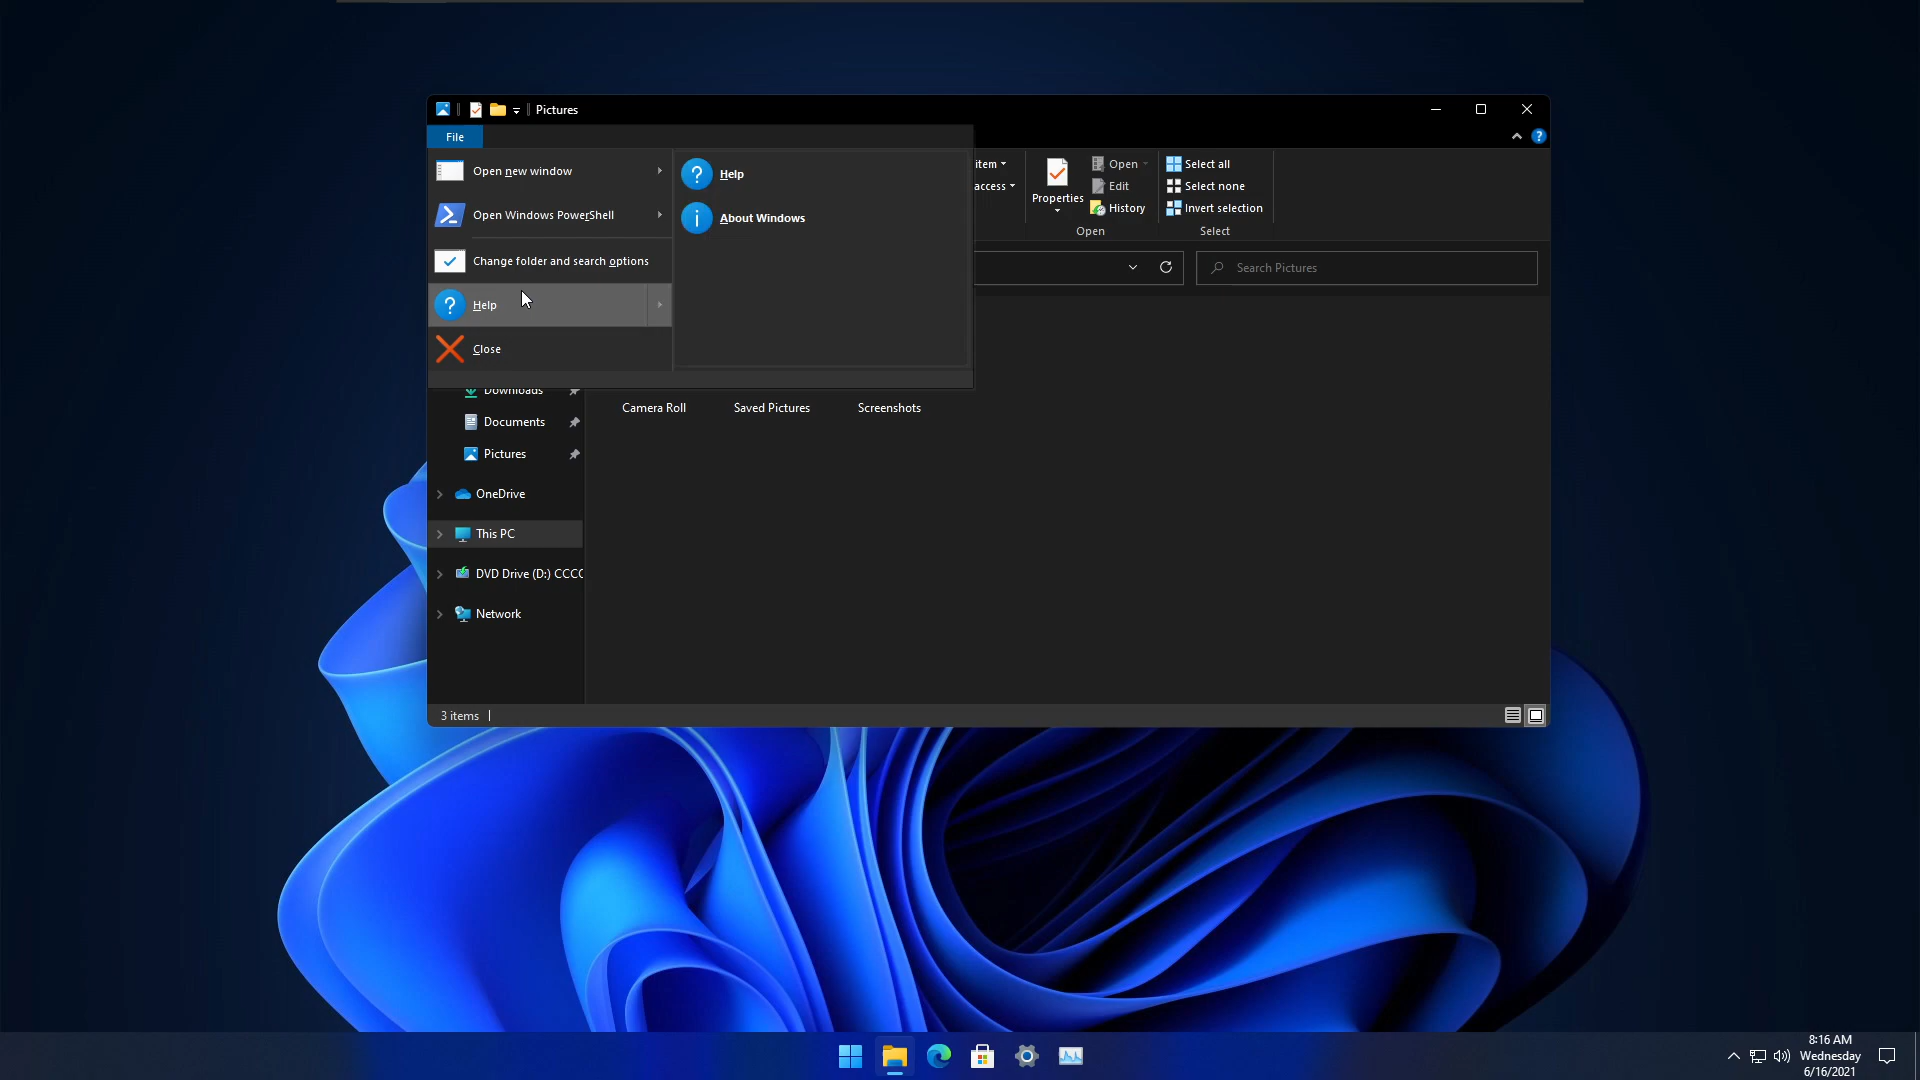 Pictures
File
Open new window
Open Windows PowerShell
Change folder and search options
Help
Close
Help
About Windows
item
access
Properties
Open
Edit
History
Open
Select all
Select none
Invert selection
Select
Search Pictures
Downloads
Documents
Pictures
OneDrive
This PC
DVD Drive (D:) CCCC
Network
Camera Roll
Saved Pictures
Screenshots
3 items
8:16 AM
Wednesday
6/16/2021